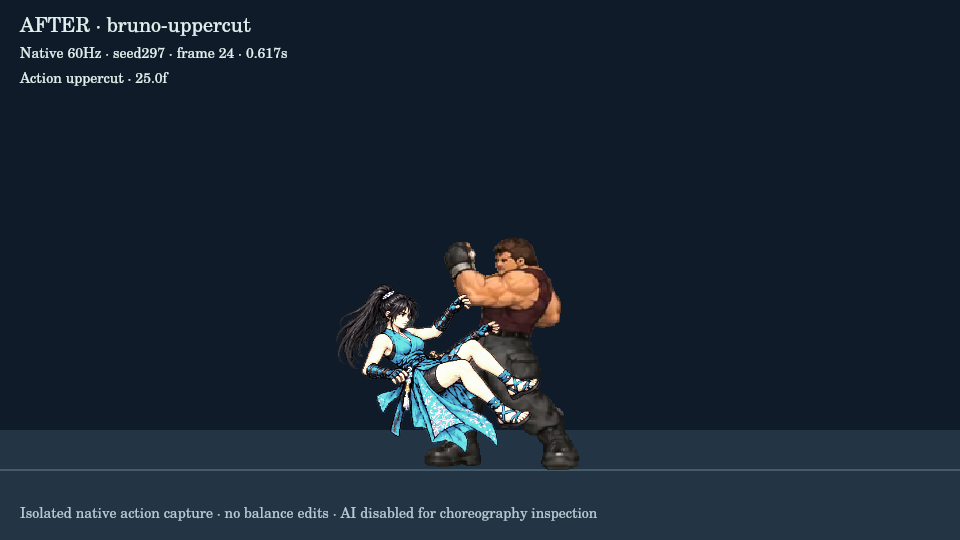 AFTER · bruno-uppercut
Native 60Hz · seed297 · frame 24 · 0.617s
Action uppercut · 25.0f
Isolated native action capture · no balance edits · AI disabled for choreography inspection